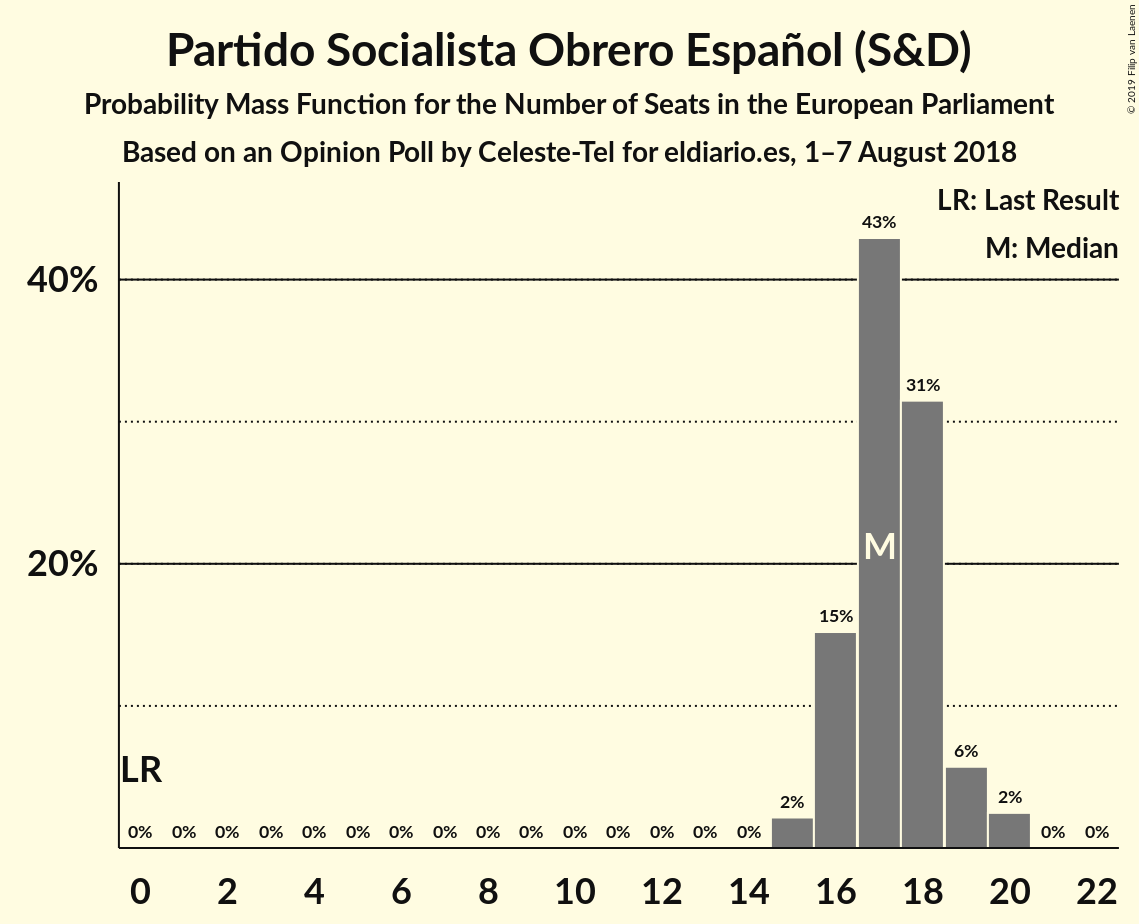 Partido Socialista Obrero Español (S&D)
Probability Mass Function for the Number of Seats in the European Parliament
Based on an Opinion Poll by Celeste-Tel for eldiario.es, 1–7 August 2018
© 2019 Filip van Laenen
LR: Last Result
M: Median
43%
40%
31%
M
20%
15%
LR
6%
2%
2%
0% 0% 0% 0% 0% 0% 0% 0% 0% 0% 0% 0% 0% 0% 0% 0% 0%
0 2 4 6 8 10 12 14 16 18 20 22